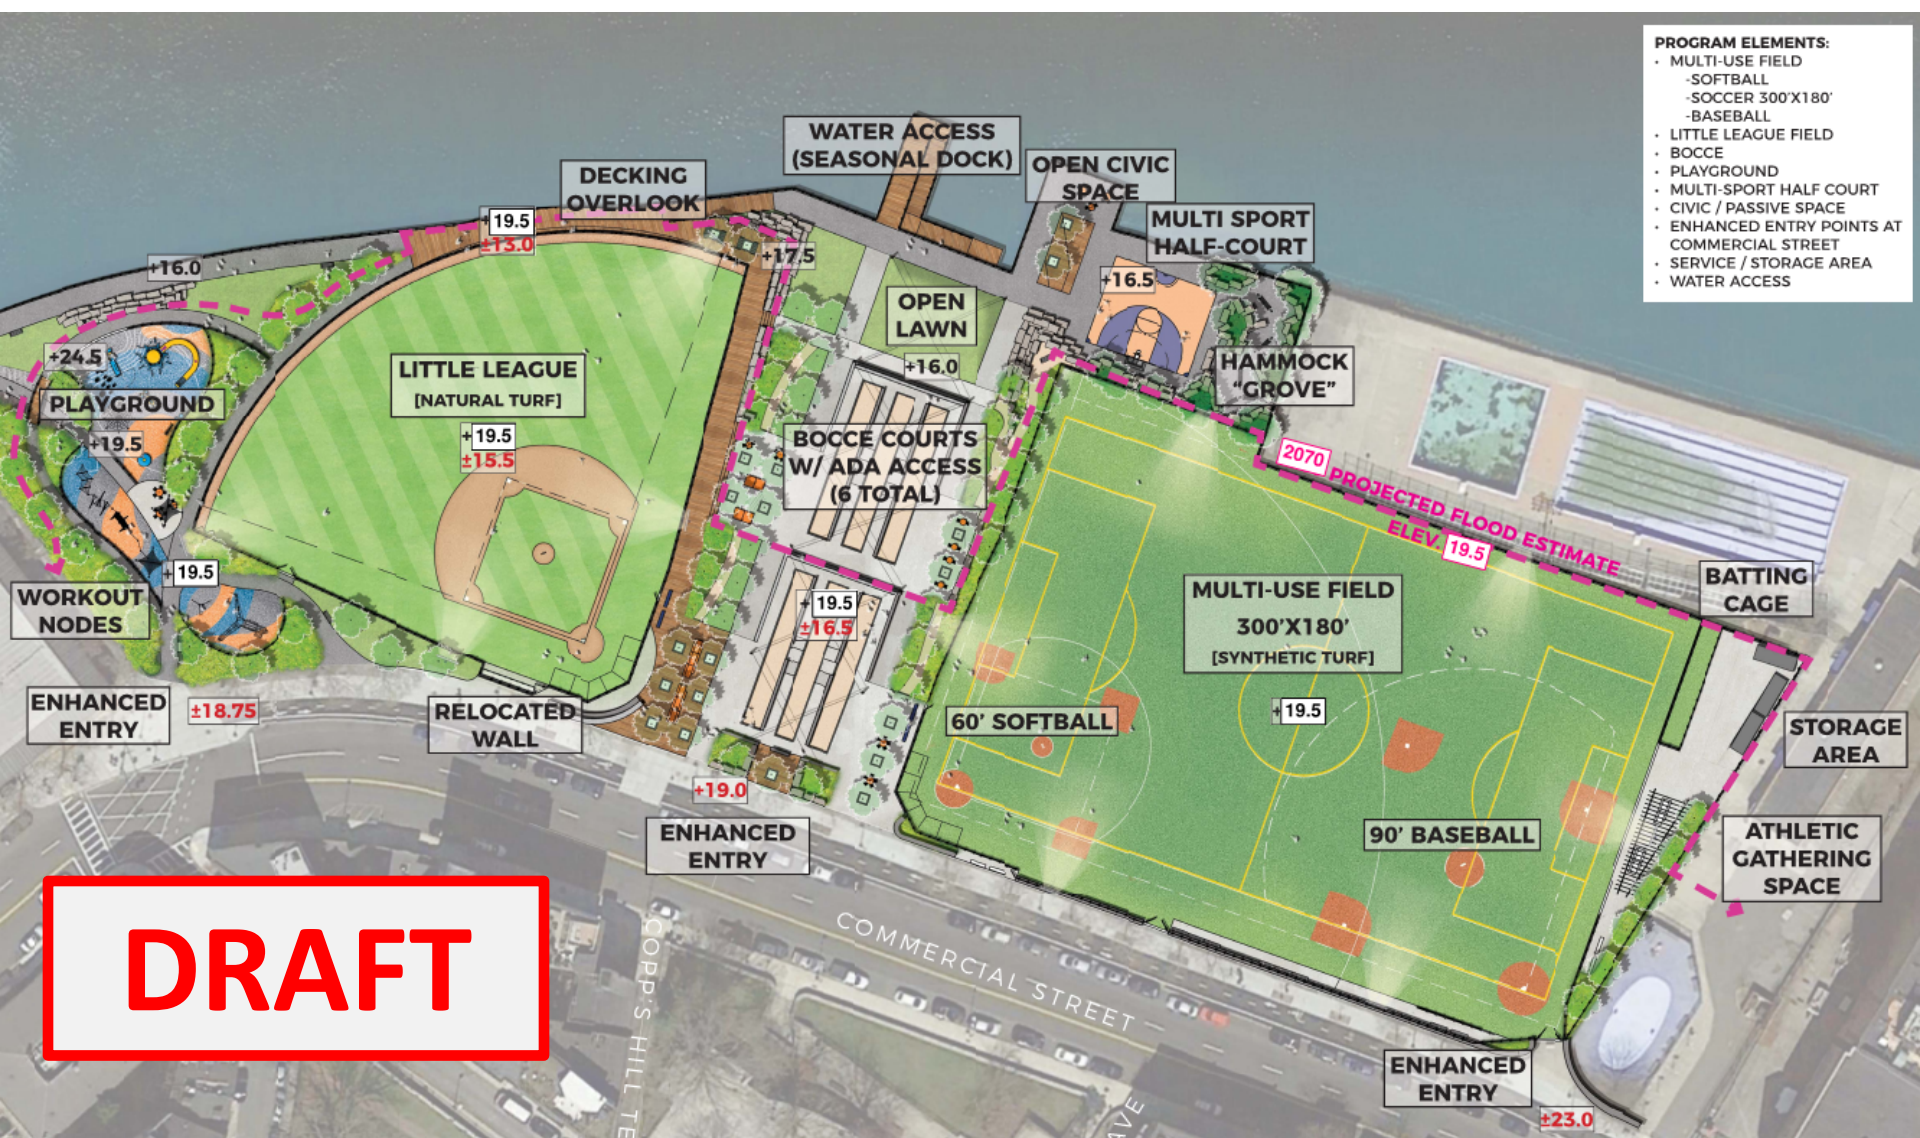 PROGRAM ELEMENTS:
• MULTI-USE FIELD
-SOFTBALL
-SOCCER 300'X180'
-BASEBALL
• LITTLE LEAGUE FIELD
• BOCCE
• PLAYGROUND
• MULTI-SPORT HALF COURT
• CIVIC / PASSIVE SPACE
• ENHANCED ENTRY POINTS AT
COMMERCIAL STREET
• SERVICE / STORAGE AREA
• WATER ACCESS
WATER ACCESS
(SEASONAL DOCK)
DECKING
OVERLOOK
OPEN CIVIC
SPACE
MULTI SPORT
HALF-COURT
+19.5
±13.0
+16.0
+17.5
+16.5
OPEN
LAWN
+16.0
+24.5
PLAYGROUND
+19.5
LITTLE LEAGUE
[NATURAL TURF]
+19.5
±15.5
HAMMOCK
“GROVE”
BOCCE COURTS
W/ ADA ACCESS
(6 TOTAL)
2070 PROJECTED FLOOD ESTIMATE
ELEV. 19.5
+19.5
WORKOUT
NODES
+19.5
±16.5
MULTI-USE FIELD
300'X180'
[SYNTHETIC TURF]
+19.5
BATTING
CAGE
ENHANCED
ENTRY
±18.75
RELOCATED
WALL
60' SOFTBALL
STORAGE
AREA
+19.0
ENHANCED
ENTRY
90' BASEBALL
ATHLETIC
GATHERING
SPACE
DRAFT
COMMERCIAL STREET
COPP'S HILL TE
AVE
ENHANCED
ENTRY
±23.0